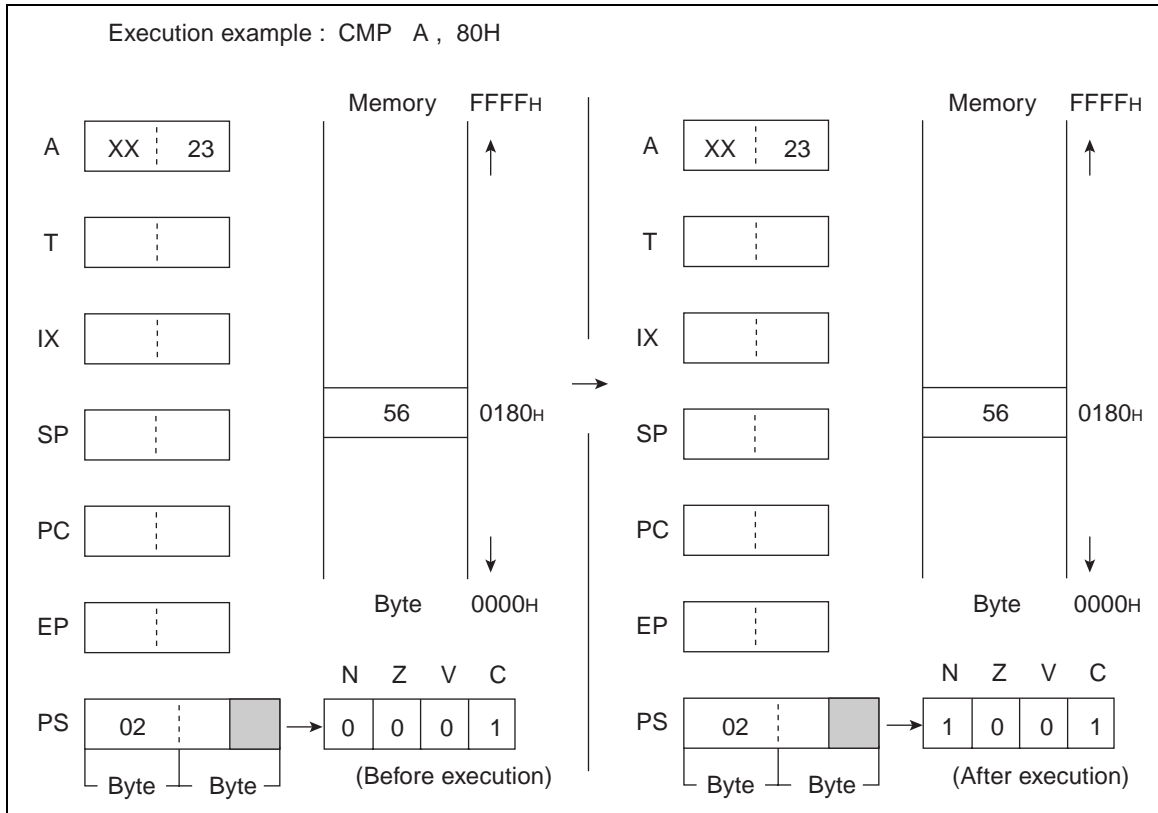 Execution example : CMP A , 80H
Memory FFFFH
A XX 23
T
IX
56 0180H
SP
PC
Byte 0000H
EP
N Z V C
PS 02 0 0 0 1
Byte Byte (Before execution)
Memory FFFFH
A XX 23
T
IX
56 0180H
SP
PC
Byte 0000H
EP
N Z V C
PS 02 1 0 0 1
Byte Byte (After execution)